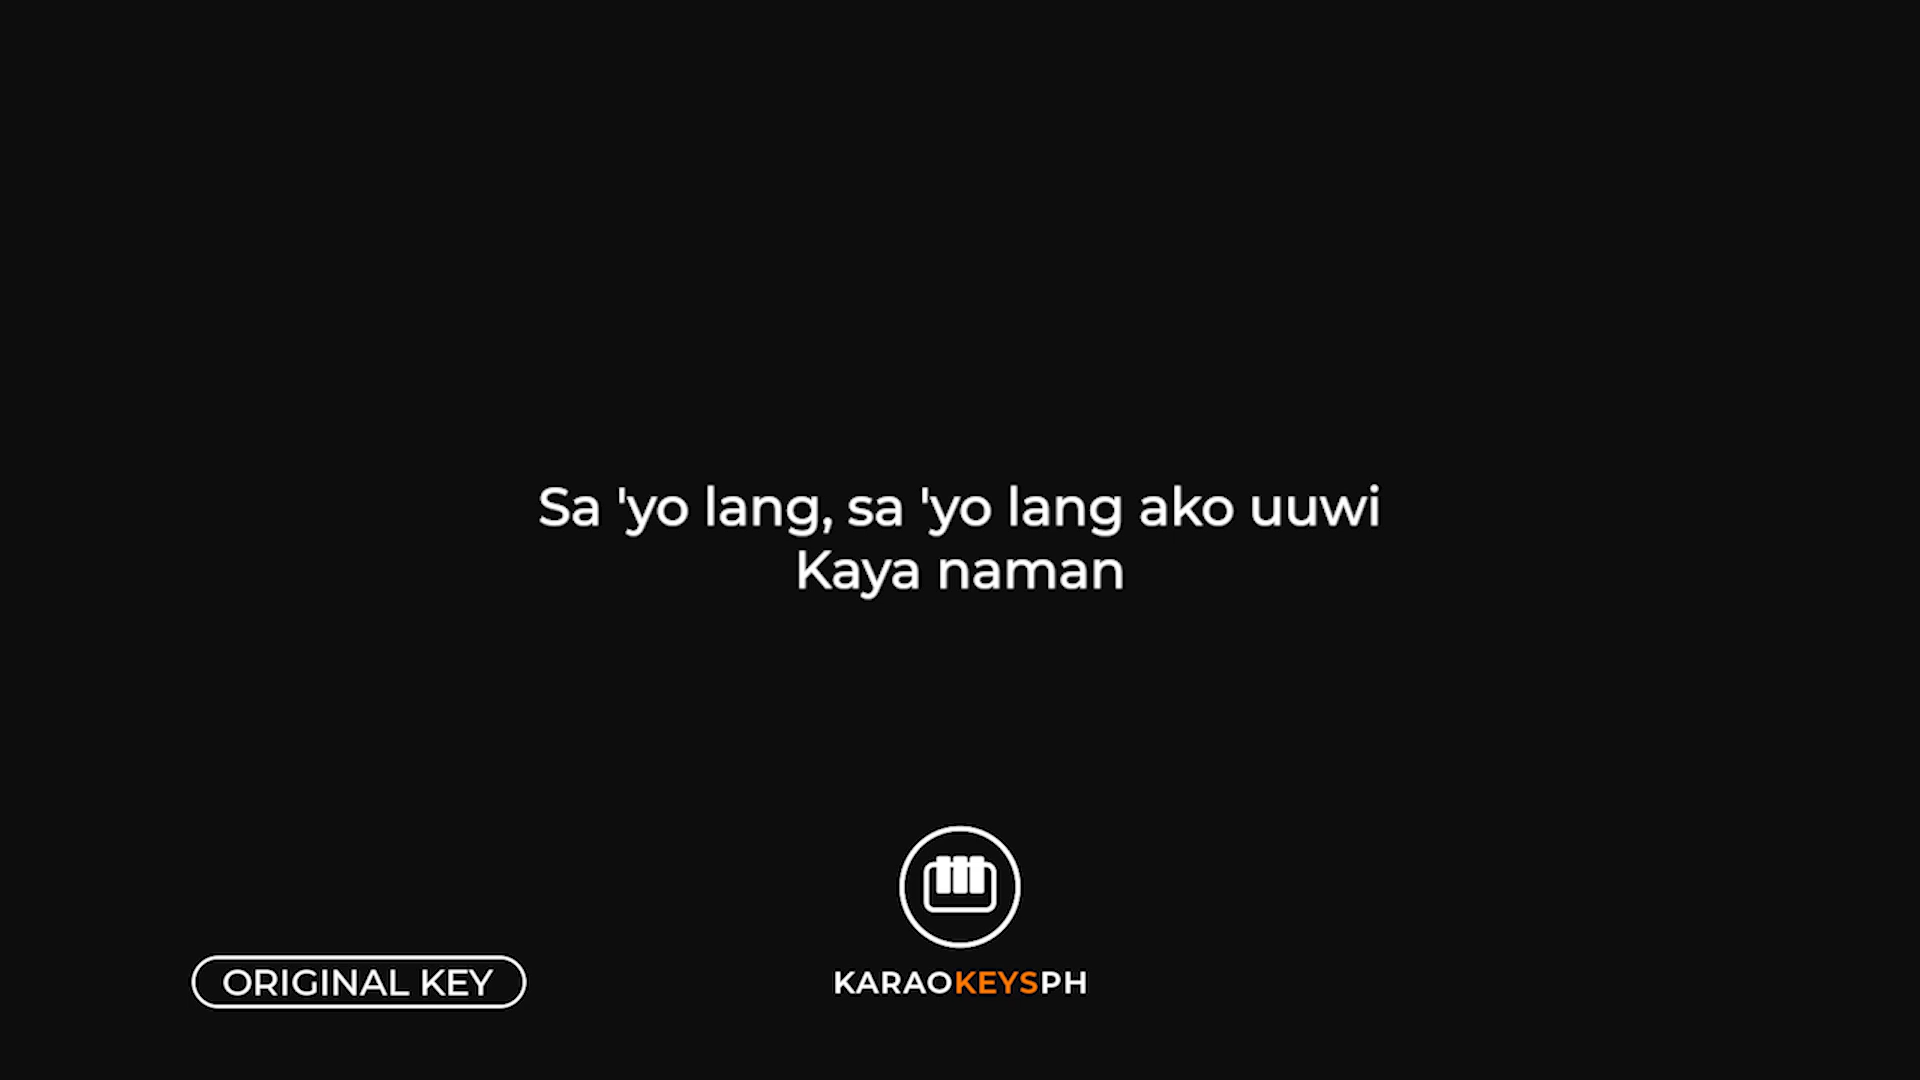 Sa 'yo lang, sa 'yo lang ako uuwi
Kaya naman
ORIGINAL KEY
KARAOKEYSPH